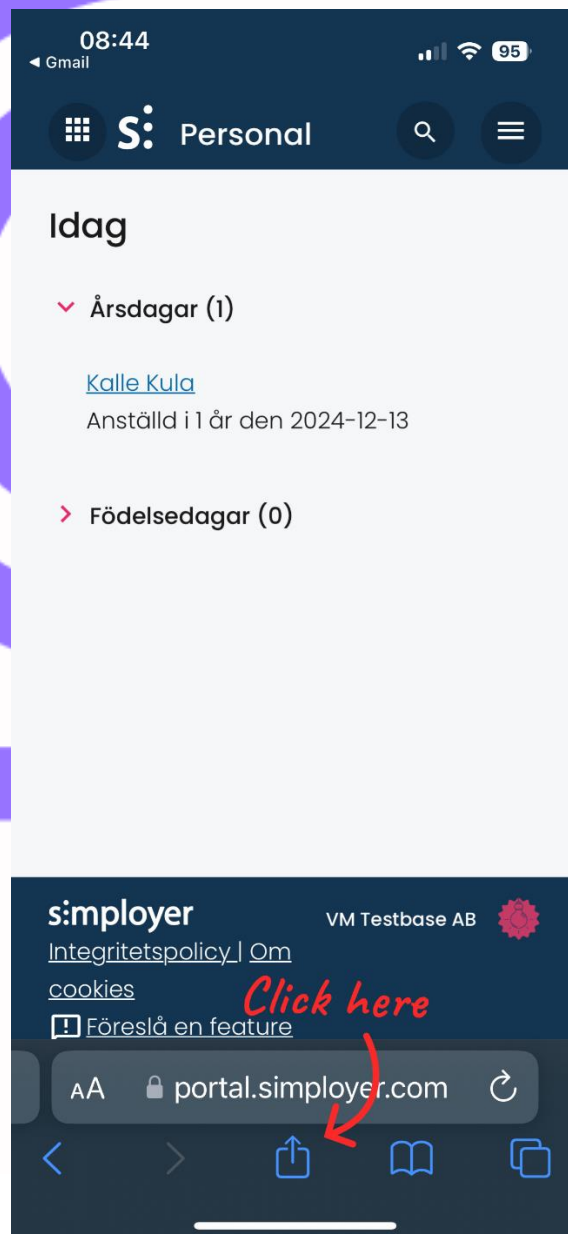 08:44
◀ Gmail
95
S: Personal
Idag
Årsdagar (1)
Kalle Kula
Anställd i 1 år den 2024-12-13
Födelsedagar (0)
s:mployer
VM Testbase AB
Integritetspolicy | Om
cookies
Click here
Föreslå en feature
AA
portal.simployer.com